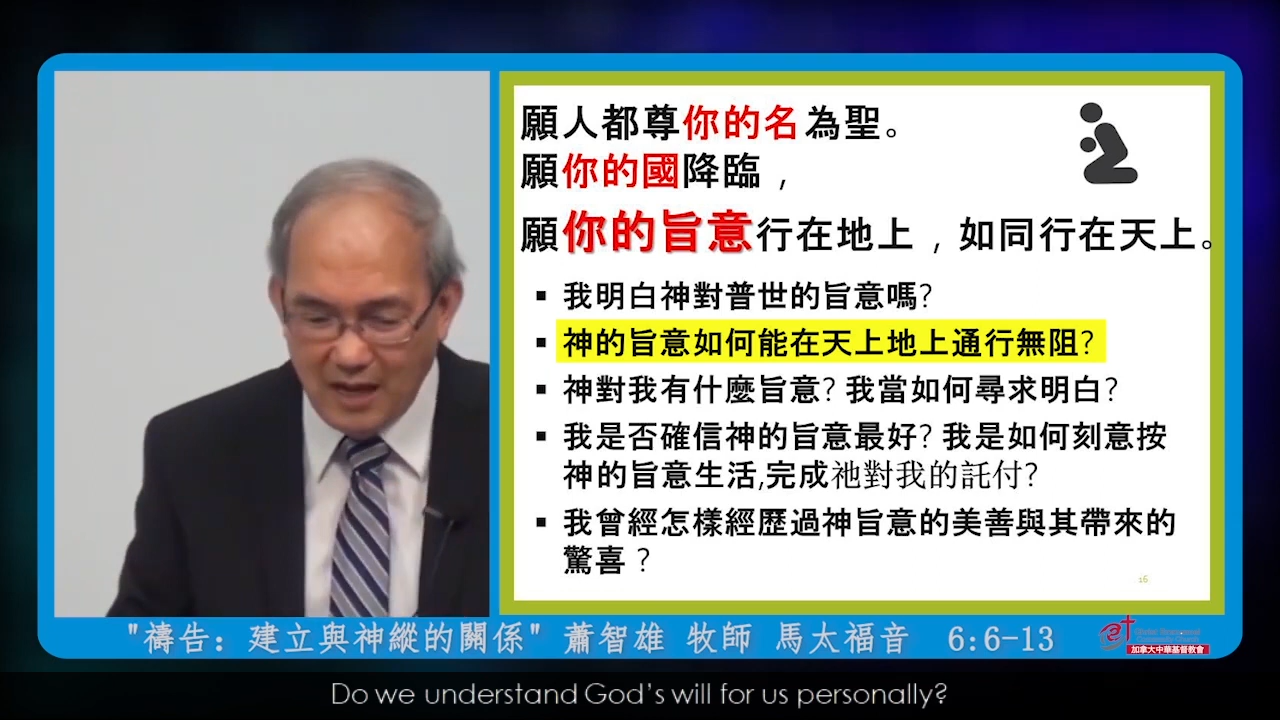 願人都尊你的名為聖。
願你的國降臨，
願你的旨意行在地上，如同行在天上。
▪ 我明白神對普世的旨意嗎?
▪ 神的旨意如何能在天上地上通行無阻?
▪ 神對我有什麼旨意? 我當如何尋求明白?
▪ 我是否確信神的旨意最好? 我是如何刻意按
神的旨意生活,完成祂對我的託付?
▪ 我曾經怎樣經歷過神旨意的美善與其帶來的
驚喜？
16
"禱告: 建立與神縱的關係" 蕭智雄 牧師 馬太福音 6:6-13
加拿大中華基督教會
Do we understand God's will for us personally?